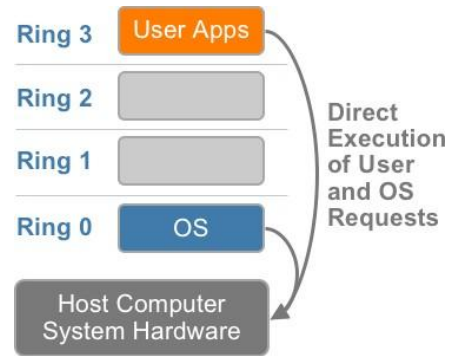 Ring 3
User Apps
Ring 2
Ring 1
Ring 0
OS
Direct
Execution
of User
and OS
Requests
Host Computer
System Hardware